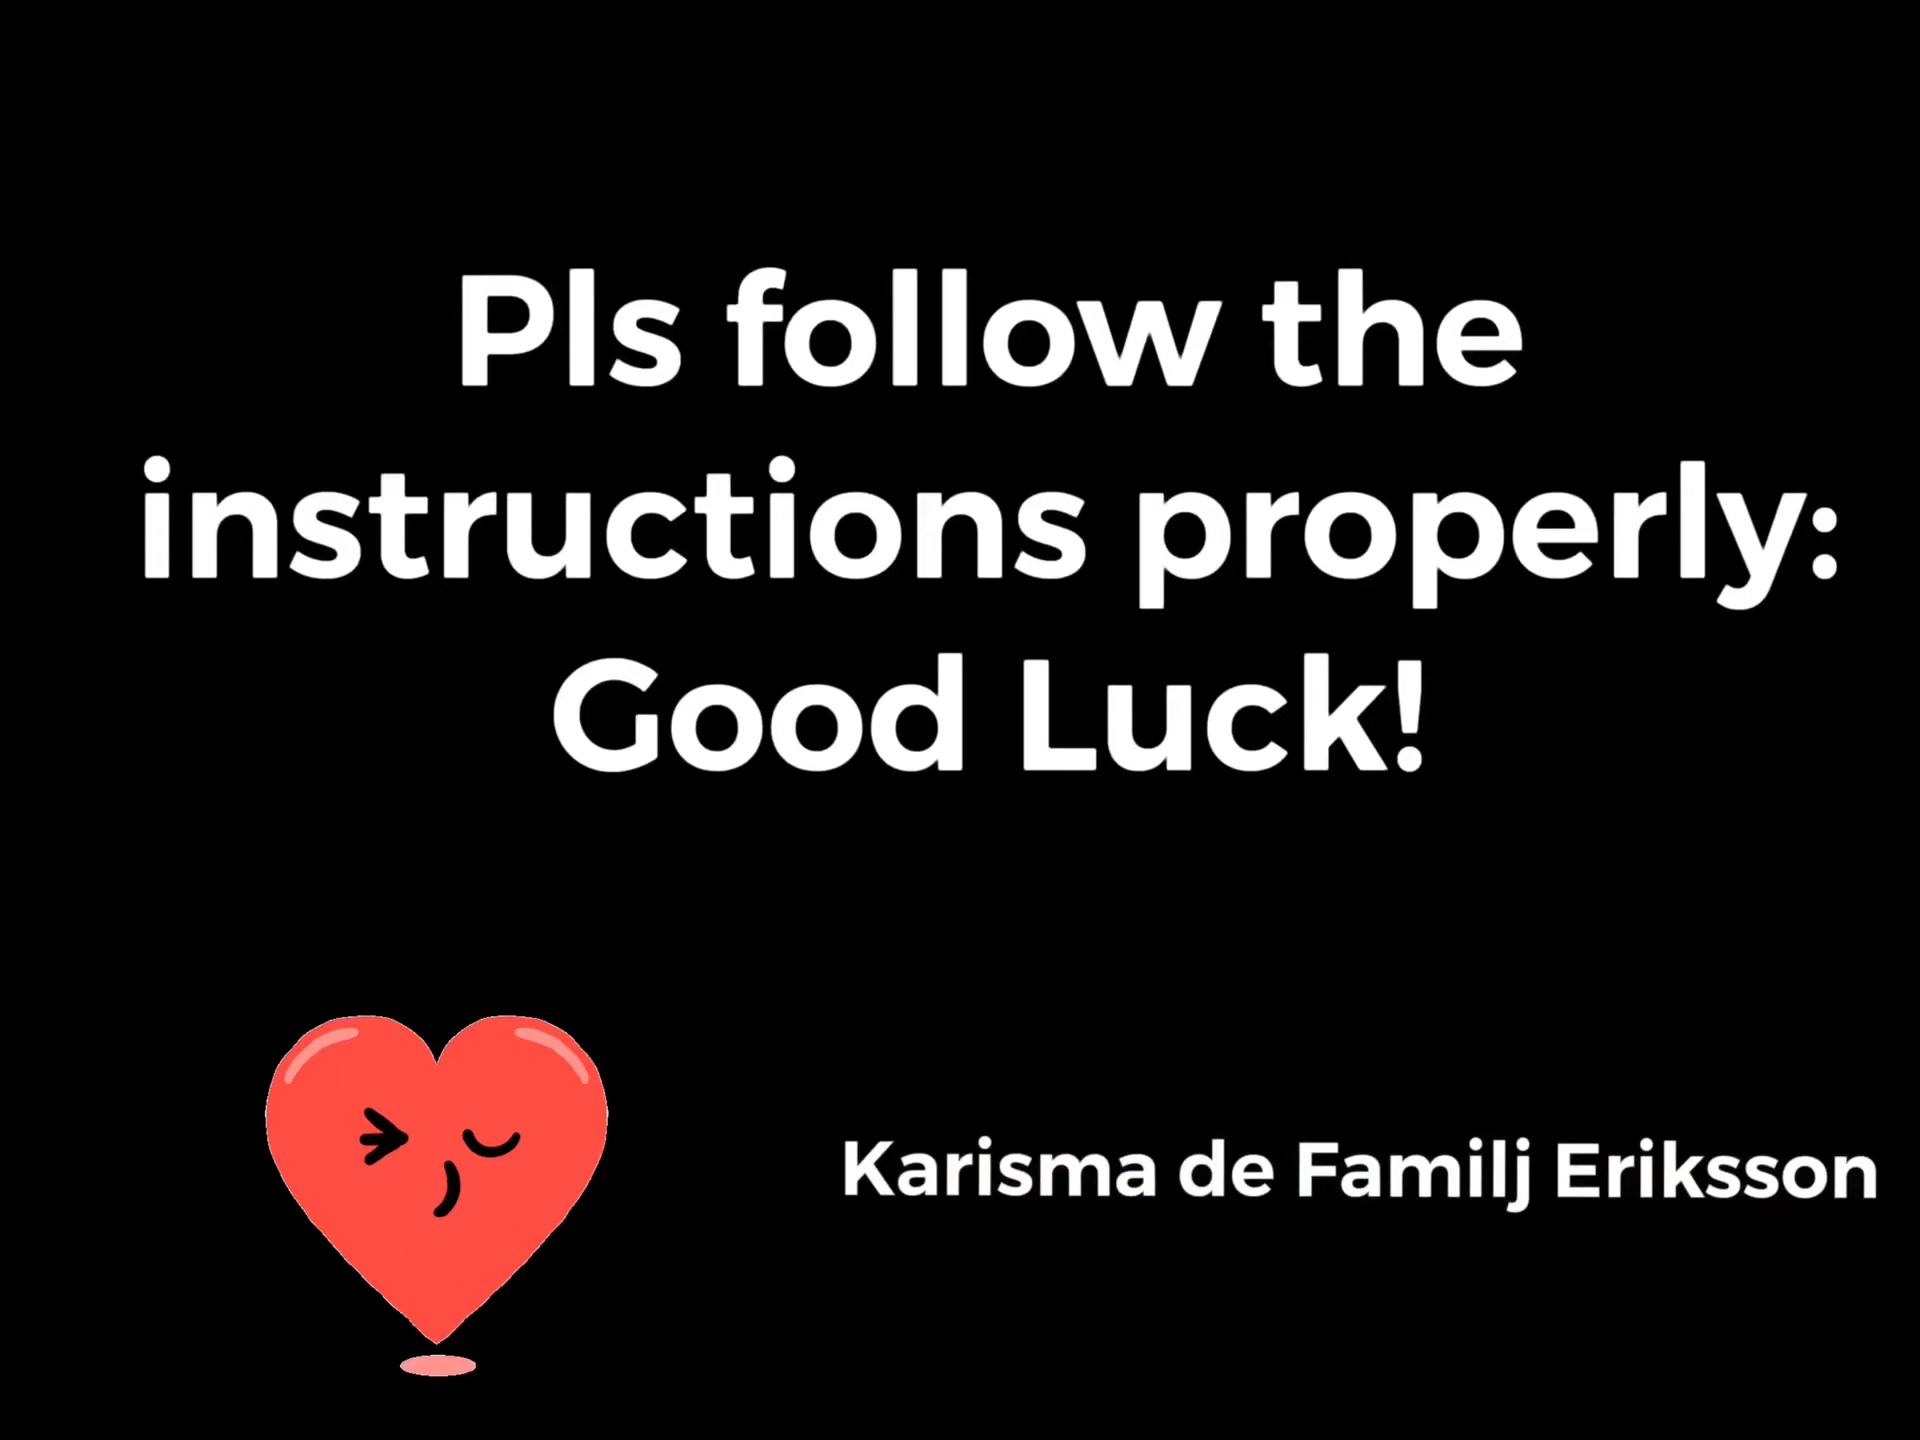 Pls follow the
instructions properly:
Good Luck!
Karisma de Familj Eriksson